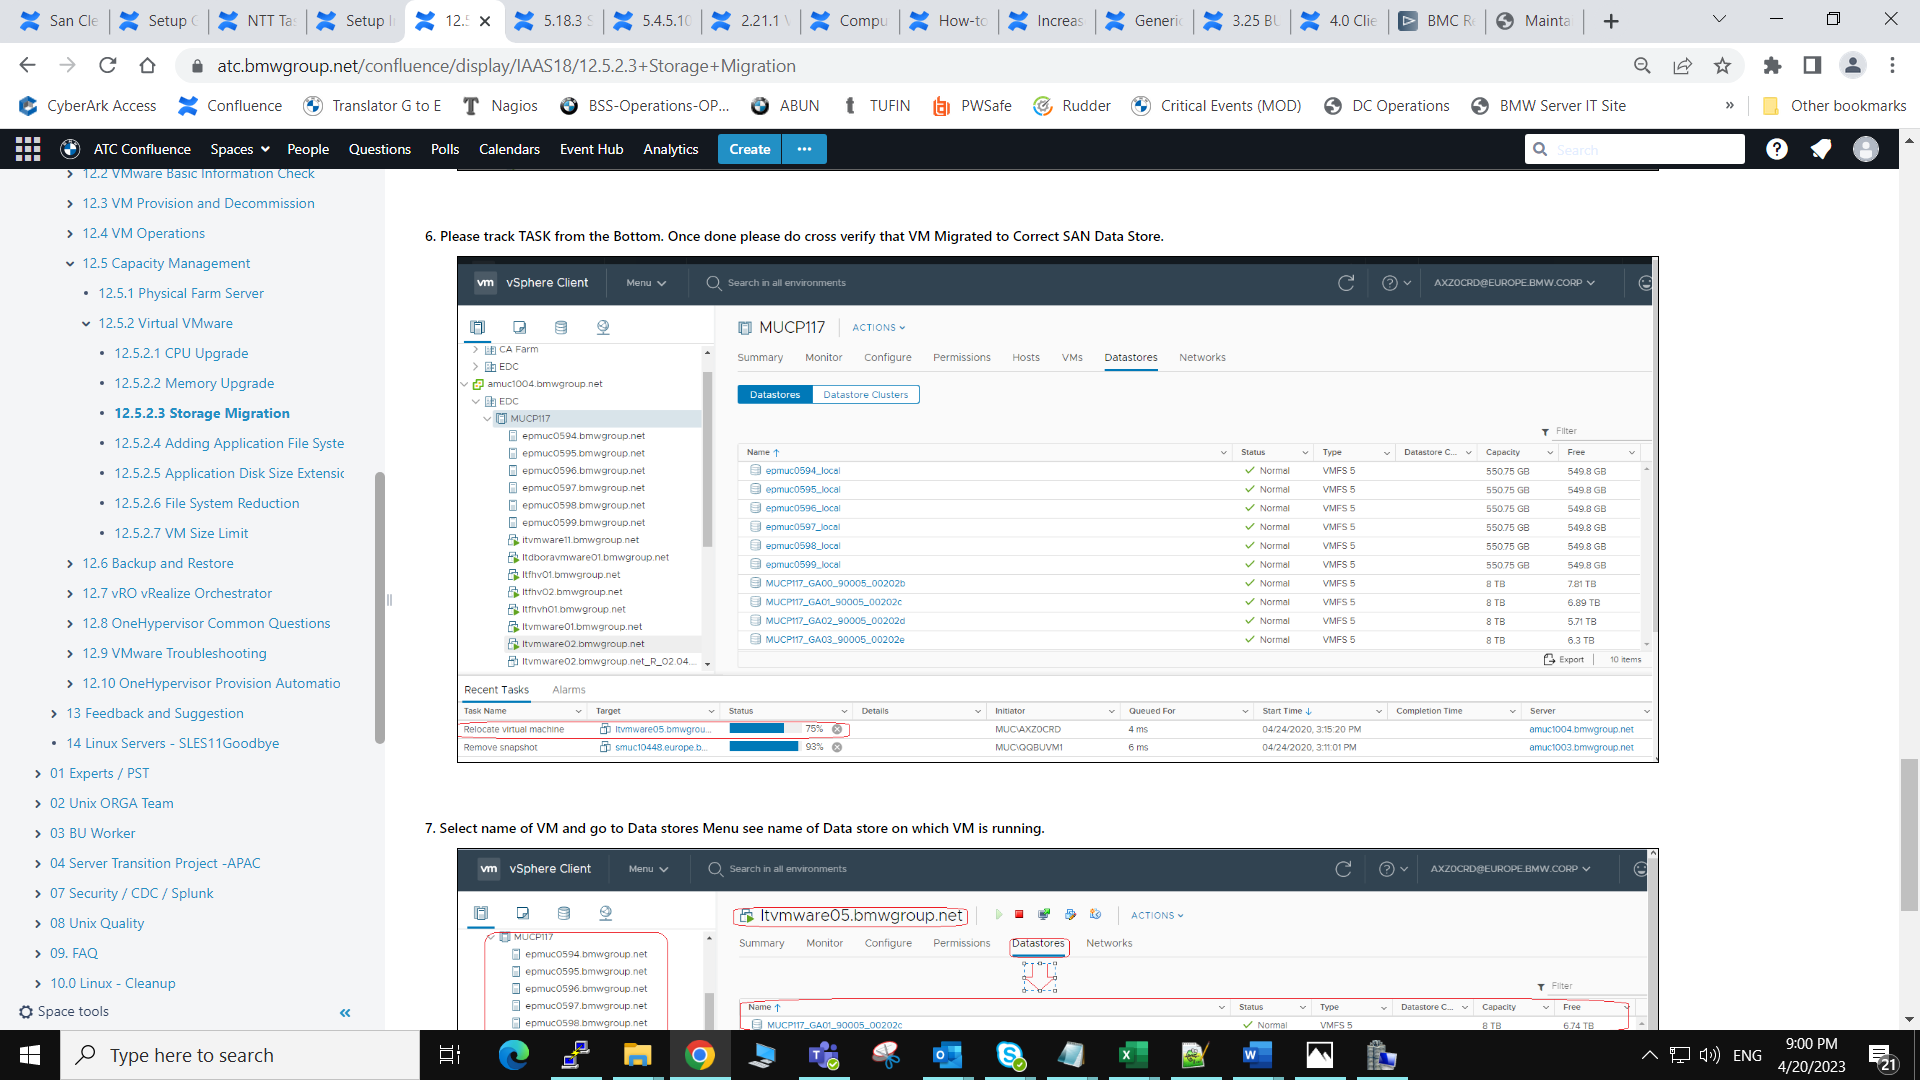 San Cle
Setup C
NTT Tas
Setup In
12.5
5.18.3 S
5.4.5.10
2.21.1 V
Compu
How-to
Increas
Generic
3.25 BU
4.0 Clie
BMC Re
Mainta
atc.bmwgroup.net/confluence/display/IAAS18/12.5.2.3+Storage+Migration
CyberArk Access
Confluence
Translator G to E
Nagios
BSS-Operations-OP...
ABUN
TUFIN
PWSafe
Rudder
Critical Events (MOD)
DC Operations
BMW Server IT Site
»
Other bookmarks
ATC Confluence
Spaces
People
Questions
Polls
Calendars
Event Hub
Analytics
Create
Search
12.2 VMware Basic Information Check
12.3 VM Provision and Decommission
12.4 VM Operations
12.5 Capacity Management
12.5.1 Physical Farm Server
12.5.2 Virtual VMware
12.5.2.1 CPU Upgrade
12.5.2.2 Memory Upgrade
12.5.2.3 Storage Migration
12.5.2.4 Adding Application File Syste
12.5.2.5 Application Disk Size Extensic
12.5.2.6 File System Reduction
12.5.2.7 VM Size Limit
12.6 Backup and Restore
12.7 vRO vRealize Orchestrator
12.8 OneHypervisor Common Questions
12.9 VMware Troubleshooting
12.10 OneHypervisor Provision Automatio
13 Feedback and Suggestion
14 Linux Servers - SLES11Goodbye
01 Experts / PST
02 Unix ORGA Team
03 BU Worker
04 Server Transition Project -APAC
07 Security / CDC / Splunk
08 Unix Quality
09. FAQ
10.0 Linux - Cleanup
Space tools
«
6. Please track TASK from the Bottom. Once done please do cross verify that VM Migrated to Correct SAN Data Store.
vm vSphere Client Menu Search in all environments AXZ0CRD@EUROPE.BMW.CORP
CA Farm
EDC
amuc1004.bmwgroup.net
EDC
MUCP117
epmuc0594.bmwgroup.net
epmuc0595.bmwgroup.net
epmuc0596.bmwgroup.net
epmuc0597.bmwgroup.net
epmuc0598.bmwgroup.net
epmuc0599.bmwgroup.net
itvmware11.bmwgroup.net
ltdboravmware01.bmwgroup.net
ltfhv01.bmwgroup.net
ltfhv02.bmwgroup.net
ltfhvh01.bmwgroup.net
ltvmware01.bmwgroup.net
ltvmware02.bmwgroup.net
ltvmware02.bmwgroup.net_R_02.04...
MUCP117 ACTIONS
Summary Monitor Configure Permissions Hosts VMs Datastores Networks
Datastores Datastore Clusters
Filter
Name Status Type Datastore C... Capacity Free
epmuc0594_local Normal VMFS 5 550.75 GB 549.8 GB
epmuc0595_local Normal VMFS 5 550.75 GB 549.8 GB
epmuc0596_local Normal VMFS 5 550.75 GB 549.8 GB
epmuc0597_local Normal VMFS 5 550.75 GB 549.8 GB
epmuc0598_local Normal VMFS 5 550.75 GB 549.8 GB
epmuc0599_local Normal VMFS 5 550.75 GB 549.8 GB
MUCP117_GA00_90005_00202b Normal VMFS 5 8 TB 7.81 TB
MUCP117_GA01_90005_00202c Normal VMFS 5 8 TB 6.89 TB
MUCP117_GA02_90005_00202d Normal VMFS 5 8 TB 5.71 TB
MUCP117_GA03_90005_00202e Normal VMFS 5 8 TB 6.3 TB
Export 10 items
Recent Tasks Alarms
Task Name Target Status Details Initiator Queued For Start Time Completion Time Server
Relocate virtual machine ltvmware05.bmwgrou... 75% MUC\AXZ0CRD 4 ms 04/24/2020, 3:15:20 PM amuc1004.bmwgroup.net
Remove snapshot smuc10448.europe.b... 93% MUC\QQBUVM1 6 ms 04/24/2020, 3:11:01 PM amuc1003.bmwgroup.net
7. Select name of VM and go to Data stores Menu see name of Data store on which VM is running.
vm vSphere Client Menu Search in all environments AXZ0CRD@EUROPE.BMW.CORP
MUCP117
epmuc0594.bmwgroup.net
epmuc0595.bmwgroup.net
epmuc0596.bmwgroup.net
epmuc0597.bmwgroup.net
epmuc0598.bmwgroup.net
ltvmware05.bmwgroup.net ACTIONS
Summary Monitor Configure Permissions Datastores Networks
Filter
Name Status Type Datastore C... Capacity Free
MUCP117_GA01_90005_00202c Normal VMFS 5 8 TB 6.74 TB
Type here to search
ENG
9:00 PM
4/20/2023
21